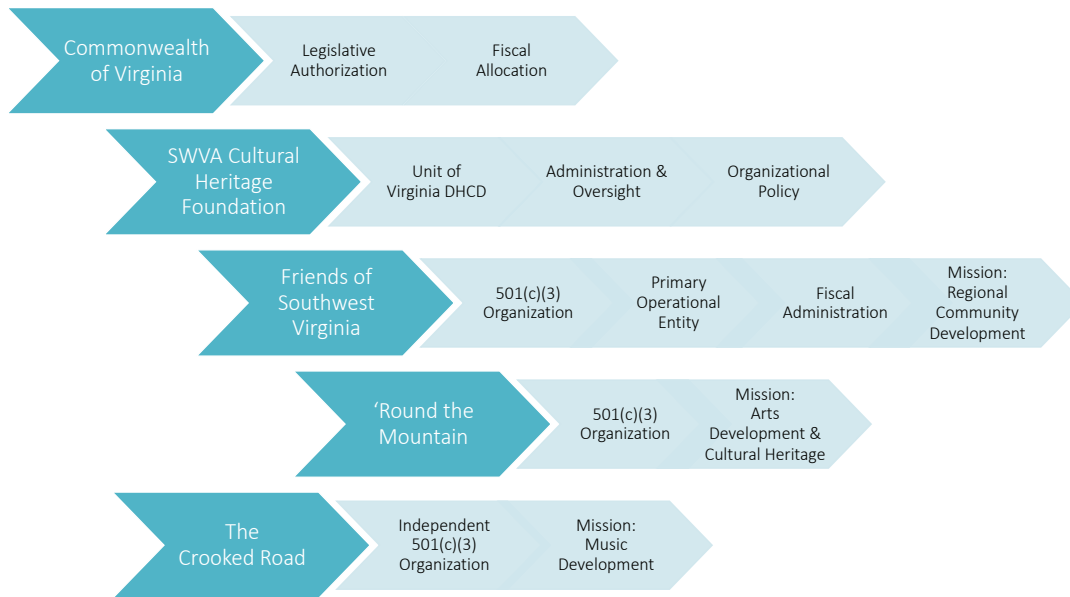 Commonwealth
of Virginia
Legislative
Authorization
Fiscal
Allocation
SWVA Cultural
Heritage
Foundation
Unit of
Virginia DHCD
Administration &
Oversight
Organizational
Policy
Friends of
Southwest
Virginia
501(c)(3)
Organization
Primary
Operational
Entity
Fiscal
Administration
Mission:
Regional
Community
Development
‘Round the
Mountain
501(c)(3)
Organization
Mission:
Arts
Development &
Cultural Heritage
The
Crooked Road
Independent
501(c)(3)
Organization
Mission:
Music
Development